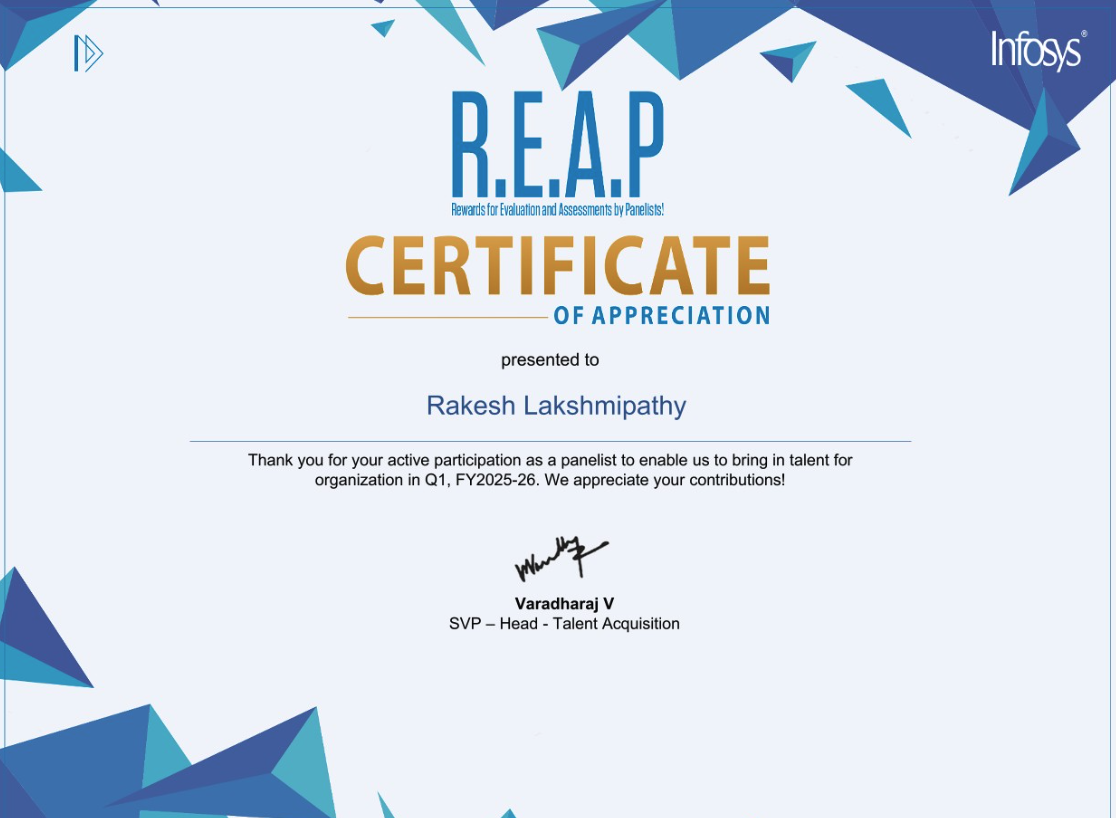 Infosys®
R.E.A.P
Rewards for Evaluation and Assessments by Panelists!
CERTIFICATE
OF APPRECIATION
presented to
Rakesh Lakshmipathy
Thank you for your active participation as a panelist to enable us to bring in talent for
organization in Q1, FY2025-26. We appreciate your contributions!
Varadharaj V
SVP – Head - Talent Acquisition